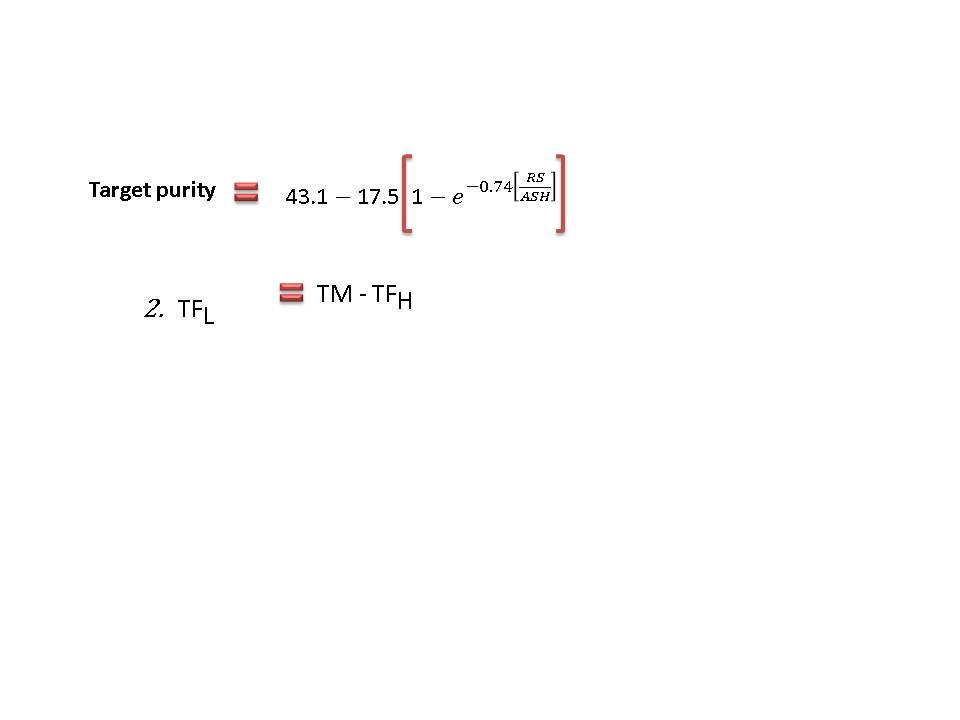 Target purity = 43.1 − 17.5[1 − e^{−0.74[RS/ASH]}]
2. TF_L = TM - TF_H